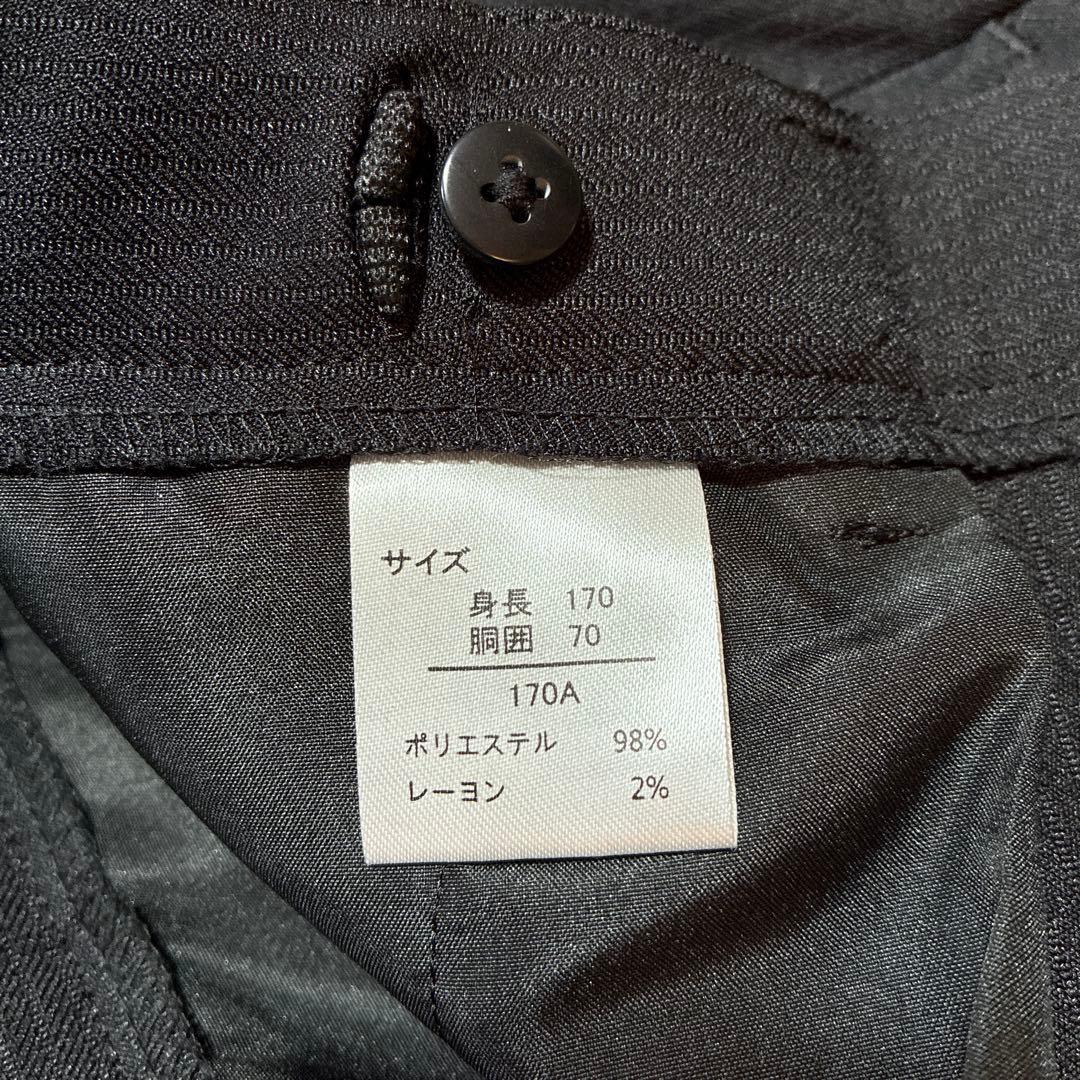 サイズ
身長 170
胴囲 70
170A
ポリエステル 98%
レーヨン 2%